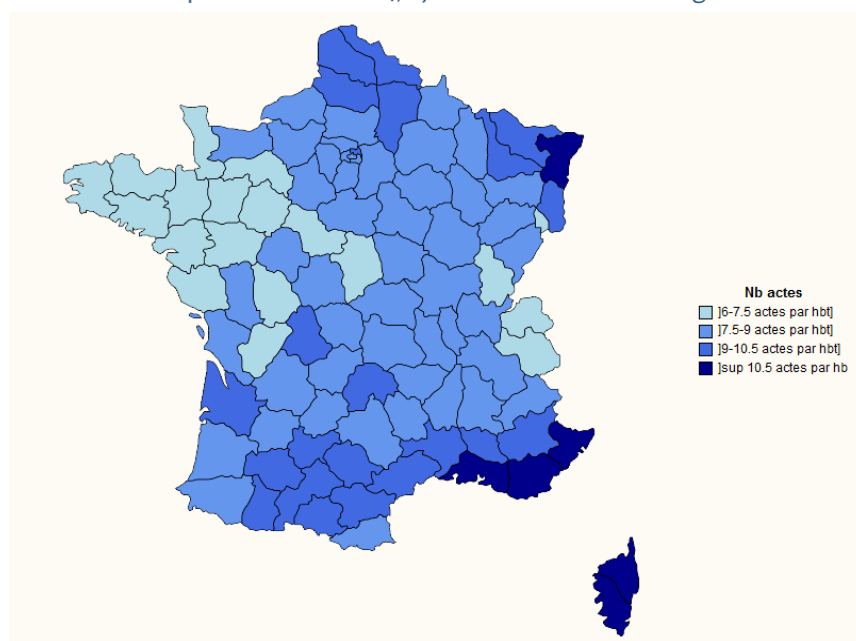 Nb actes
]6-7.5 actes par hbt]
]7.5-9 actes par hbt]
]9-10.5 actes par hbt]
]sup 10.5 actes par hb